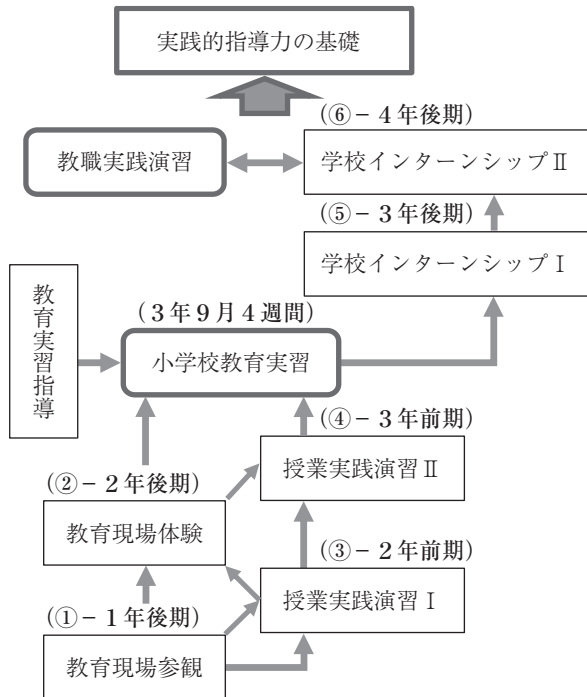 実践的指導力の基礎
(⑥－４年後期)
教職実践演習
学校インターンシップⅡ
(⑤－３年後期)
学校インターンシップⅠ
教育実習指導
(３年９月４週間)
小学校教育実習
(④－３年前期)
授業実践演習Ⅱ
(②－２年後期)
教育現場体験
(③－２年前期)
授業実践演習Ⅰ
(①－１年後期)
教育現場参観